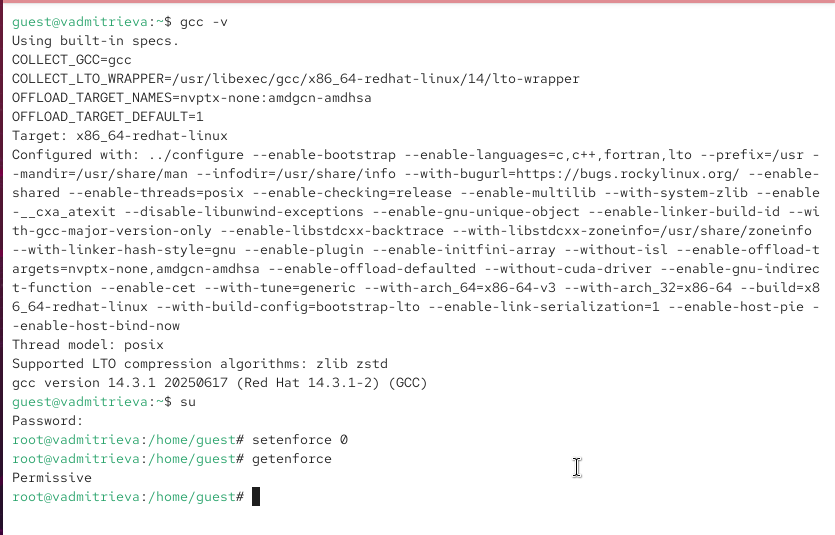 guest@vadmitrieva:~$ gcc -v
Using built-in specs.
COLLECT_GCC=gcc
COLLECT_LTO_WRAPPER=/usr/libexec/gcc/x86_64-redhat-linux/14/lto-wrapper
OFFLOAD_TARGET_NAMES=nvptx-none:amdgcn-amdhsa
OFFLOAD_TARGET_DEFAULT=1
Target: x86_64-redhat-linux
Configured with: ../configure --enable-bootstrap --enable-languages=c,c++,fortran,lto --prefix=/usr -
-mandir=/usr/share/man --infodir=/usr/share/info --with-bugurl=https://bugs.rockylinux.org/ --enable-
shared --enable-threads=posix --enable-checking=release --enable-multilib --with-system-zlib --enable
-__cxa_atexit --disable-libunwind-exceptions --enable-gnu-unique-object --enable-linker-build-id --wi
th-gcc-major-version-only --enable-libstdcxx-backtrace --with-libstdcxx-zoneinfo=/usr/share/zoneinfo
--with-linker-hash-style=gnu --enable-plugin --enable-initfini-array --without-isl --enable-offload-t
argets=nvptx-none,amdgcn-amdhsa --enable-offload-defaulted --without-cuda-driver --enable-gnu-indirec
t-function --enable-cet --with-tune=generic --with-arch_64=x86-64-v3 --with-arch_32=x86-64 --build=x8
6_64-redhat-linux --with-build-config=bootstrap-lto --enable-link-serialization=1 --enable-host-pie -
-enable-host-bind-now
Thread model: posix
Supported LTO compression algorithms: zlib zstd
gcc version 14.3.1 20250617 (Red Hat 14.3.1-2) (GCC)
guest@vadmitrieva:~$ su
Password:
root@vadmitrieva:/home/guest# setenforce 0
root@vadmitrieva:/home/guest# getenforce
Permissive
root@vadmitrieva:/home/guest#